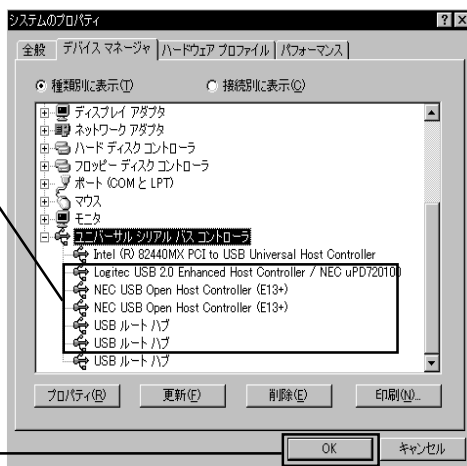 システムのプロパティ
全般 デバイス マネージャ ハードウェア プロファイル パフォーマンス
種類別に表示(T) 接続別に表示(C)
ディスプレイ アダプタ
ネットワーク アダプタ
ハード ディスク コントローラ
フロッピー ディスク コントローラ
ポート (COM と LPT)
マウス
モニタ
ユニバーサル シリアル バス コントローラ
Intel (R) 82440MX PCI to USB Universal Host Controller
Logitec USB 2.0 Enhanced Host Controller / NEC uPD720100
NEC USB Open Host Controller (E13+)
NEC USB Open Host Controller (E13+)
USB ルート ハブ
USB ルート ハブ
USB ルート ハブ
プロパティ(R) 更新(F) 削除(E) 印刷(N)...
OK キャンセル